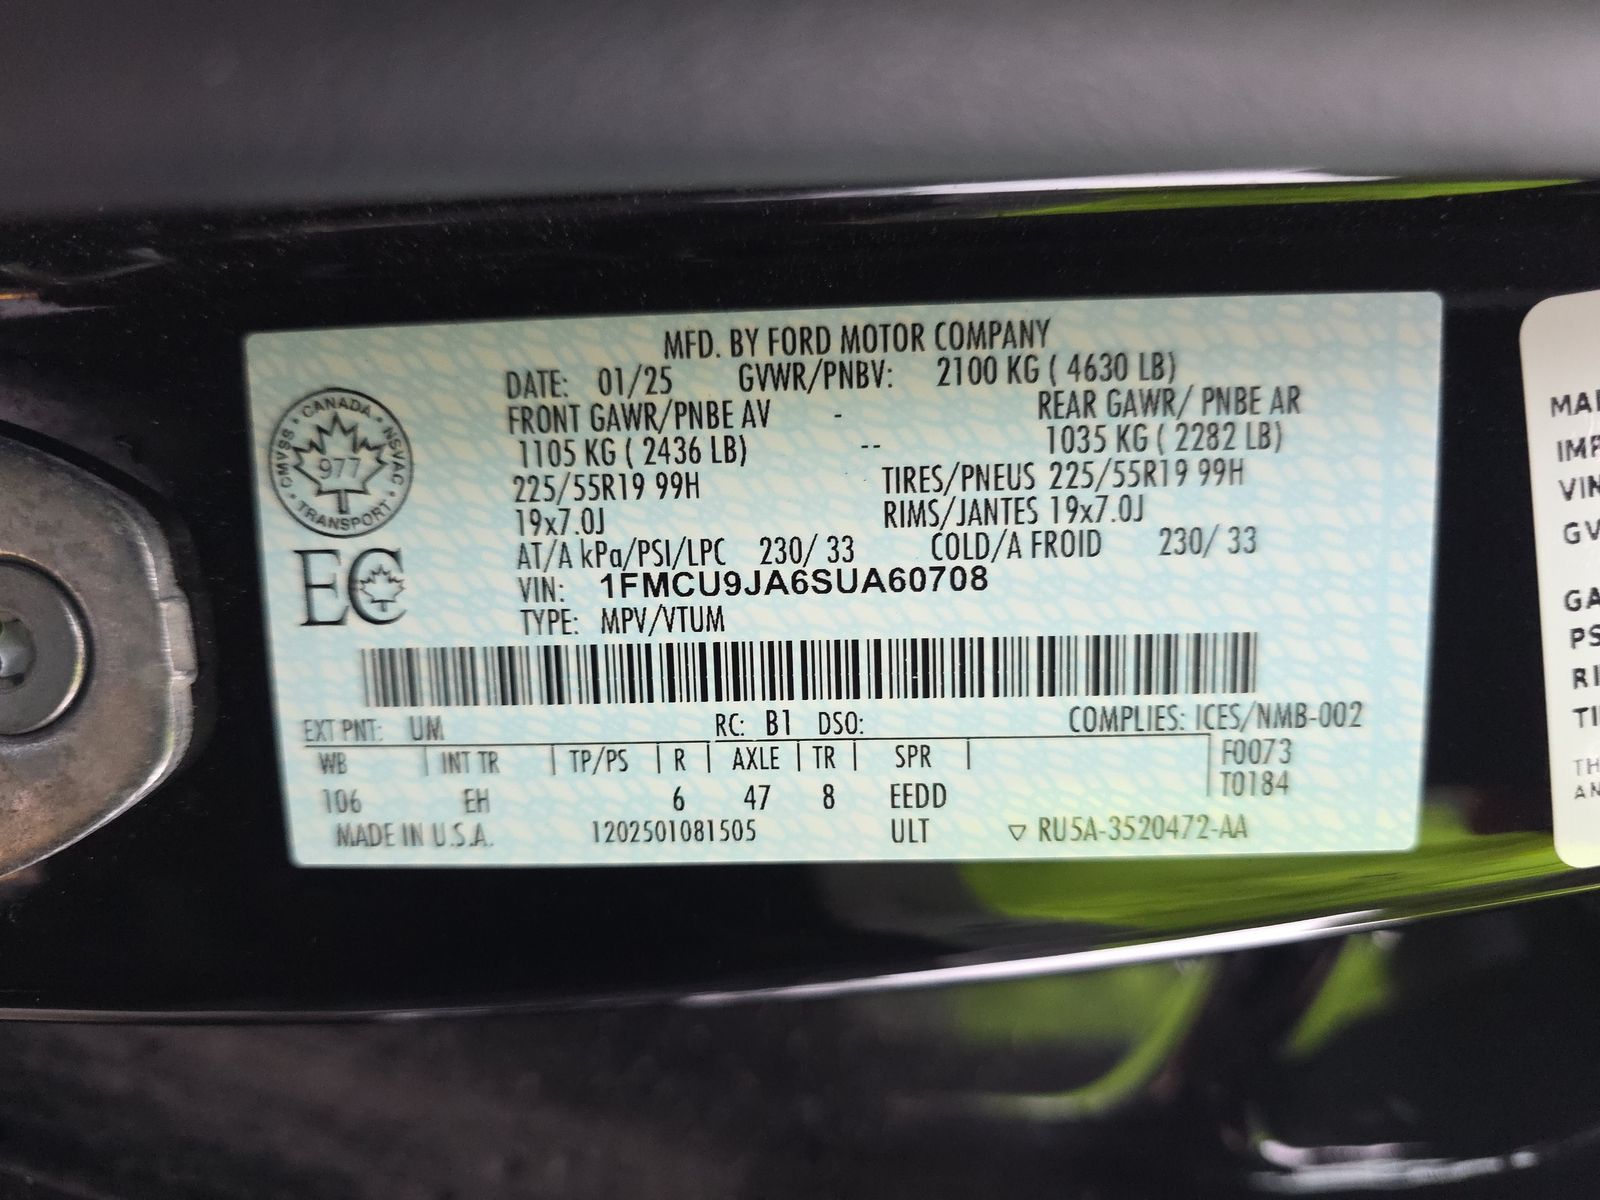 MFD. BY FORD MOTOR COMPANY
DATE: 01/25 GVWR/PNBV: 2100 KG ( 4630 LB)
FRONT GAWR/PNBE AV - REAR GAWR/ PNBE AR
1105 KG ( 2436 LB) -- 1035 KG ( 2282 LB)
225/55R19 99H TIRES/PNEUS 225/55R19 99H
19x7.0J RIMS/JANTES 19x7.0J
AT/A kPa/PSI/LPC 230/ 33 COLD/A FROID 230/ 33
VIN: 1FMCU9JA6SUA60708
TYPE: MPV/VTUM
CANADA
CMVSS • NSVAC
977
TRANSPORT
EC
EXT PNT: UM RC: B1 DSO: COMPLIES: ICES/NMB-002
WB | INT TR | TP/PS | R | AXLE | TR | SPR | F0073
106 EH 6 47 8 EEDD T0184
MADE IN U.S.A. 1202501081505 ULT ▽ RU5A-3520472-AA
VIN